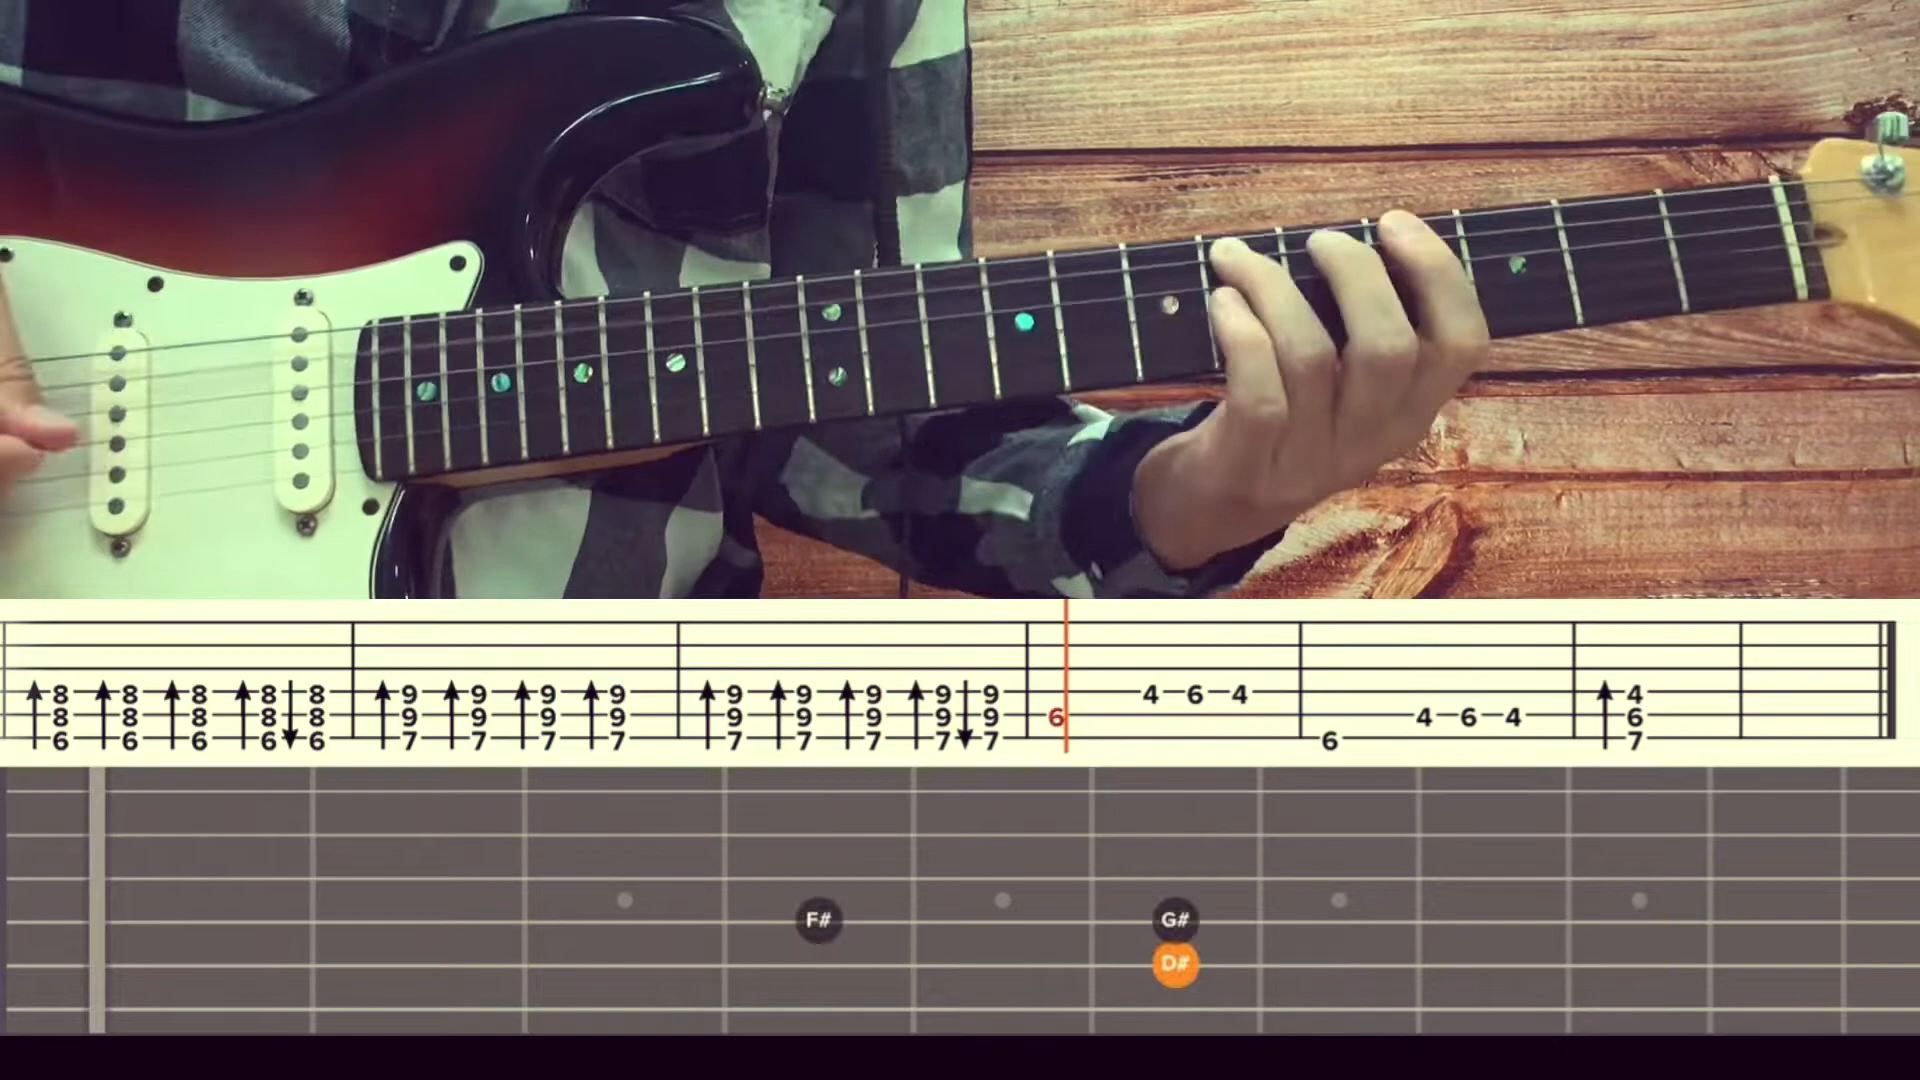 8 8 8 8 8 9 9 9 9 9 9 9 9 9 4 6 4 4
8 8 8 8 8 9 9 9 9 9 9 9 9 9 6 4 6 4 6
6 6 6 6 6 7 7 7 7 7 7 7 7 7 6 7
F# G#
D#